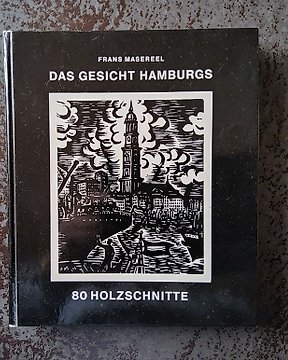 FRANS MASEREEL
DAS GESICHT HAMBURGS
80 HOLZSCHNITTE